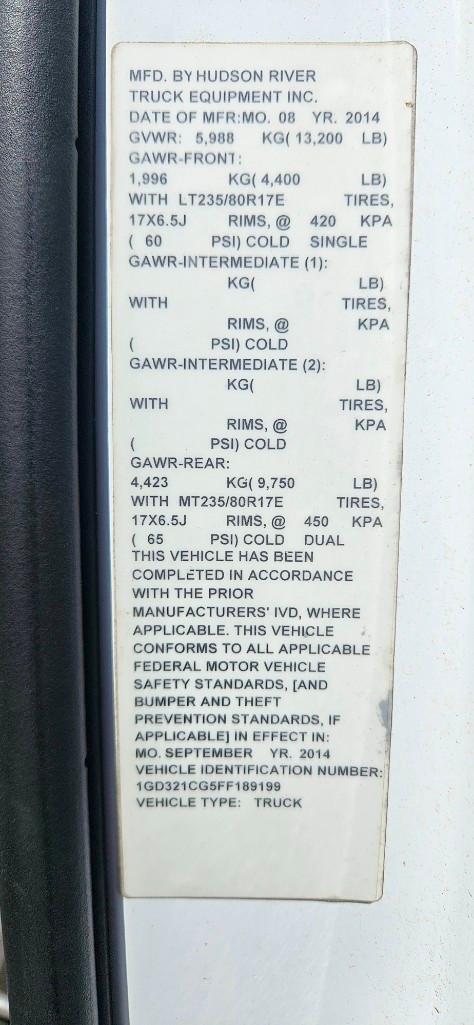 MFD. BY HUDSON RIVER
TRUCK EQUIPMENT INC.
DATE OF MFR:MO. 08 YR. 2014
GVWR: 5,988 KG( 13,200 LB)
GAWR-FRONT:
1,996 KG( 4,400 LB)
WITH LT235/80R17E TIRES,
17X6.5J RIMS, @ 420 KPA
( 60 PSI) COLD SINGLE
GAWR-INTERMEDIATE (1):
KG( LB)
WITH TIRES,
RIMS, @ KPA
( PSI) COLD
GAWR-INTERMEDIATE (2):
KG( LB)
WITH TIRES,
RIMS, @ KPA
( PSI) COLD
GAWR-REAR:
4,423 KG( 9,750 LB)
WITH MT235/80R17E TIRES,
17X6.5J RIMS, @ 450 KPA
( 65 PSI) COLD DUAL
THIS VEHICLE HAS BEEN
COMPLETED IN ACCORDANCE
WITH THE PRIOR
MANUFACTURERS' IVD, WHERE
APPLICABLE. THIS VEHICLE
CONFORMS TO ALL APPLICABLE
FEDERAL MOTOR VEHICLE
SAFETY STANDARDS, [AND
BUMPER AND THEFT
PREVENTION STANDARDS, IF
APPLICABLE] IN EFFECT IN:
MO. SEPTEMBER YR. 2014
VEHICLE IDENTIFICATION NUMBER:
1GD321CG5FF189199
VEHICLE TYPE: TRUCK